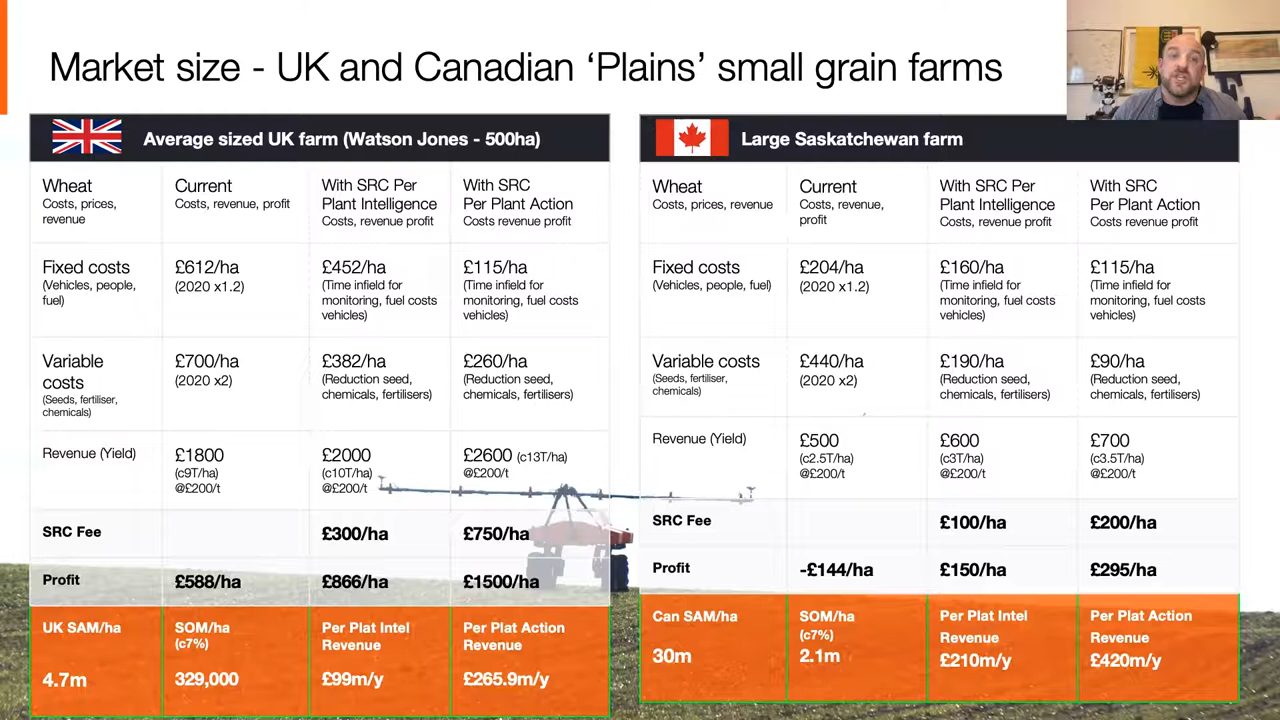 Market size - UK and Canadian ‘Plains’ small grain farms
Average sized UK farm (Watson Jones - 500ha)
Wheat
Costs, prices,
revenue
Current
Costs, revenue, profit
With SRC Per
Plant Intelligence
Costs, revenue profit
With SRC
Per Plant Action
Costs revenue profit
Fixed costs
(Vehicles, people,
fuel)
£612/ha
(2020 x1.2)
£452/ha
(Time infield for
monitoring, fuel costs
vehicles)
£115/ha
(Time infield for
monitoring, fuel costs
vehicles)
Variable
costs
(Seeds, fertiliser,
chemicals)
£700/ha
(2020 x2)
£382/ha
(Reduction seed,
chemicals, fertilisers)
£260/ha
(Reduction seed,
chemicals, fertilisers)
Revenue (Yield)
£1800
(c9T/ha)
@£200/t
£2000
(c10T/ha)
@£200/t
£2600 (c13T/ha)
@£200/t
SRC Fee
£300/ha
£750/ha
Profit
£588/ha
£866/ha
£1500/ha
UK SAM/ha
4.7m
SOM/ha
(c7%)
329,000
Per Plat Intel
Revenue
£99m/y
Per Plat Action
Revenue
£265.9m/y
Large Saskatchewan farm
Wheat
Costs, prices, revenue
Current
Costs, revenue,
profit
With SRC Per
Plant Intelligence
Costs, revenue profit
With SRC
Per Plant Action
Costs revenue profit
Fixed costs
(Vehicles, people, fuel)
£204/ha
(2020 x1.2)
£160/ha
(Time infield for
monitoring, fuel costs
vehicles)
£115/ha
(Time infield for
monitoring, fuel costs
vehicles)
Variable costs
(Seeds, fertiliser,
chemicals)
£440/ha
(2020 x2)
£190/ha
(Reduction seed,
chemicals, fertilisers)
£90/ha
(Reduction seed,
chemicals, fertilisers)
Revenue (Yield)
£500
(c2.5T/ha)
@£200/t
£600
(c3T/ha)
@£200/t
£700
(c3.5T/ha)
@£200/t
SRC Fee
£100/ha
£200/ha
Profit
-£144/ha
£150/ha
£295/ha
Can SAM/ha
30m
SOM/ha
(c7%)
2.1m
Per Plat Intel
Revenue
£210m/y
Per Plat Action
Revenue
£420m/y